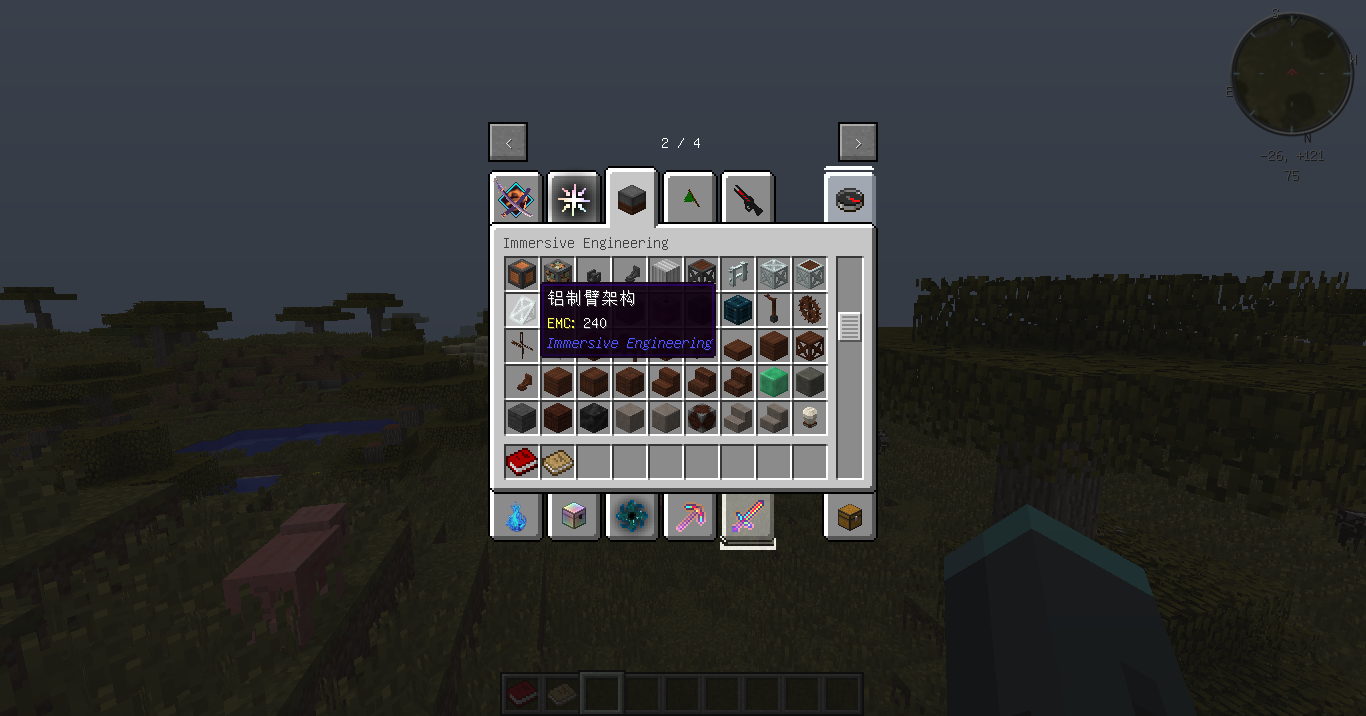 S
2 / 4
W
E
N
-26, +121
75
Immersive Engineering
铝制臂架构
EMC: 240
Immersive Engineering